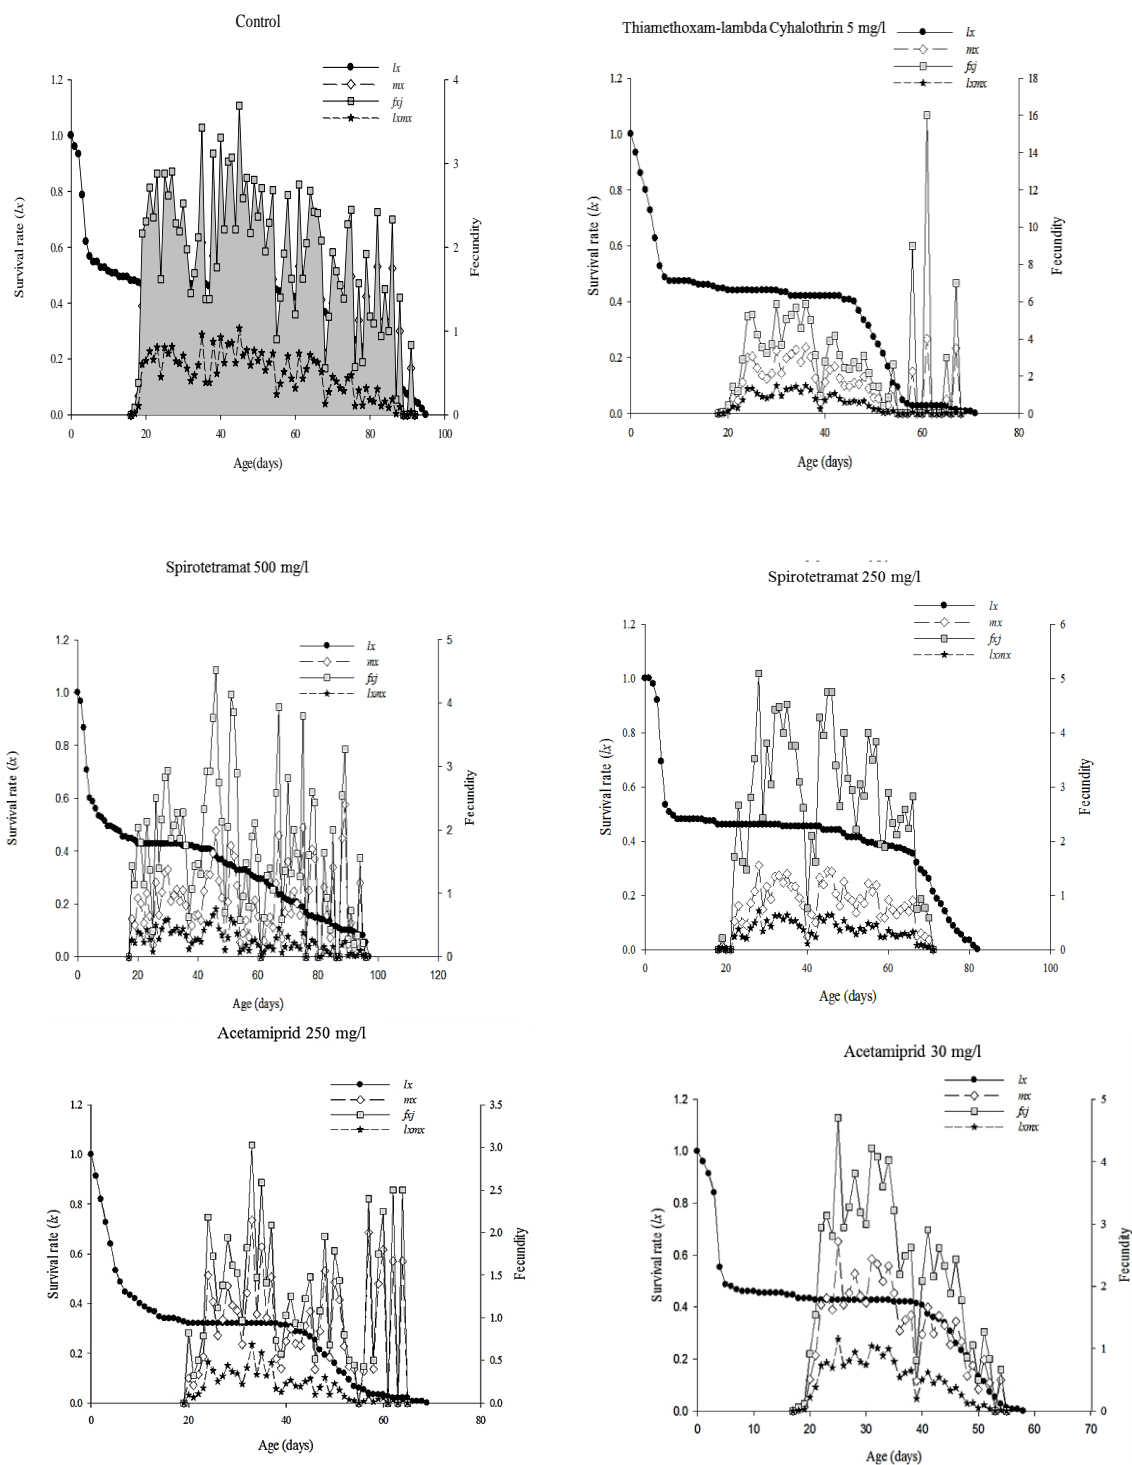 Control
lx
mx
fxj
lxmx
1.2
1.0
0.8
0.6
0.4
0.2
0.0
4
3
2
1
0
0
20
40
60
80
100
Survival rate (lx)
Fecundity
Age(days)
Thiamethoxam-lambda Cyhalothrin 5 mg/l
lx
mx
fxj
lxmx
1.2
1.0
0.8
0.6
0.4
0.2
0.0
18
16
14
12
10
8
6
4
2
0
0
20
40
60
80
Survival rate (lx)
Fecundity
Age (days)
Spirotetramat 500 mg/l
lx
mx
fxj
lxmx
1.2
1.0
0.8
0.6
0.4
0.2
0.0
5
4
3
2
1
0
0
20
40
60
80
100
120
Survival rate (lx)
Fecundity
Age (days)
Spirotetramat 250 mg/l
lx
mx
fxj
lxmx
1.2
1.0
0.8
0.6
0.4
0.2
0.0
6
5
4
3
2
1
0
0
20
40
60
80
100
Survival rate (lx)
Fecundity
Age (days)
Acetamiprid 250 mg/l
lx
mx
fxj
lxmx
1.2
1.0
0.8
0.6
0.4
0.2
0.0
3.5
3.0
2.5
2.0
1.5
1.0
0.5
0.0
0
20
40
60
80
Survival rate (lx)
Fecundity
Age (days)
Acetamiprid 30 mg/l
lx
mx
fxj
lxmx
1.2
1.0
0.8
0.6
0.4
0.2
0.0
5
4
3
2
1
0
0
10
20
30
40
50
60
70
Survival rate (lx)
Fecundity
Age (days)